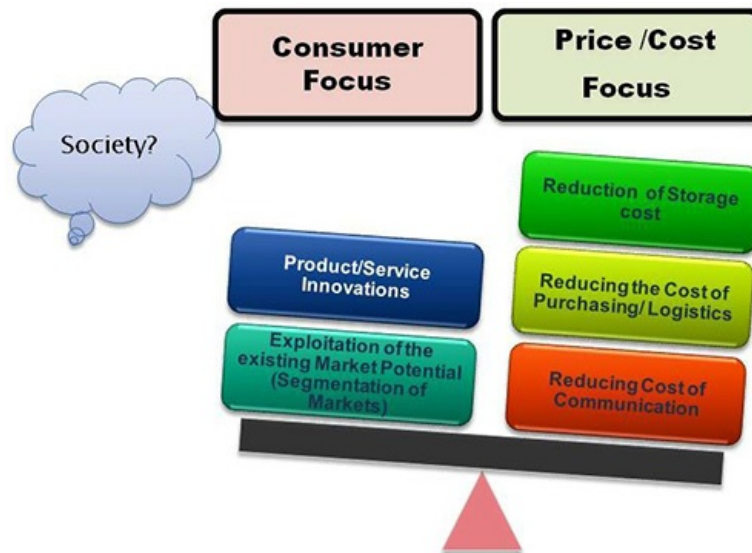 Consumer
Focus
Price /Cost
Focus
Society?
Product/Service
Innovations
Exploitation of the
existing Market Potential
(Segmentation of
Markets)
Reduction of Storage
cost
Reducing the Cost of
Purchasing/ Logistics
Reducing Cost of
Communication